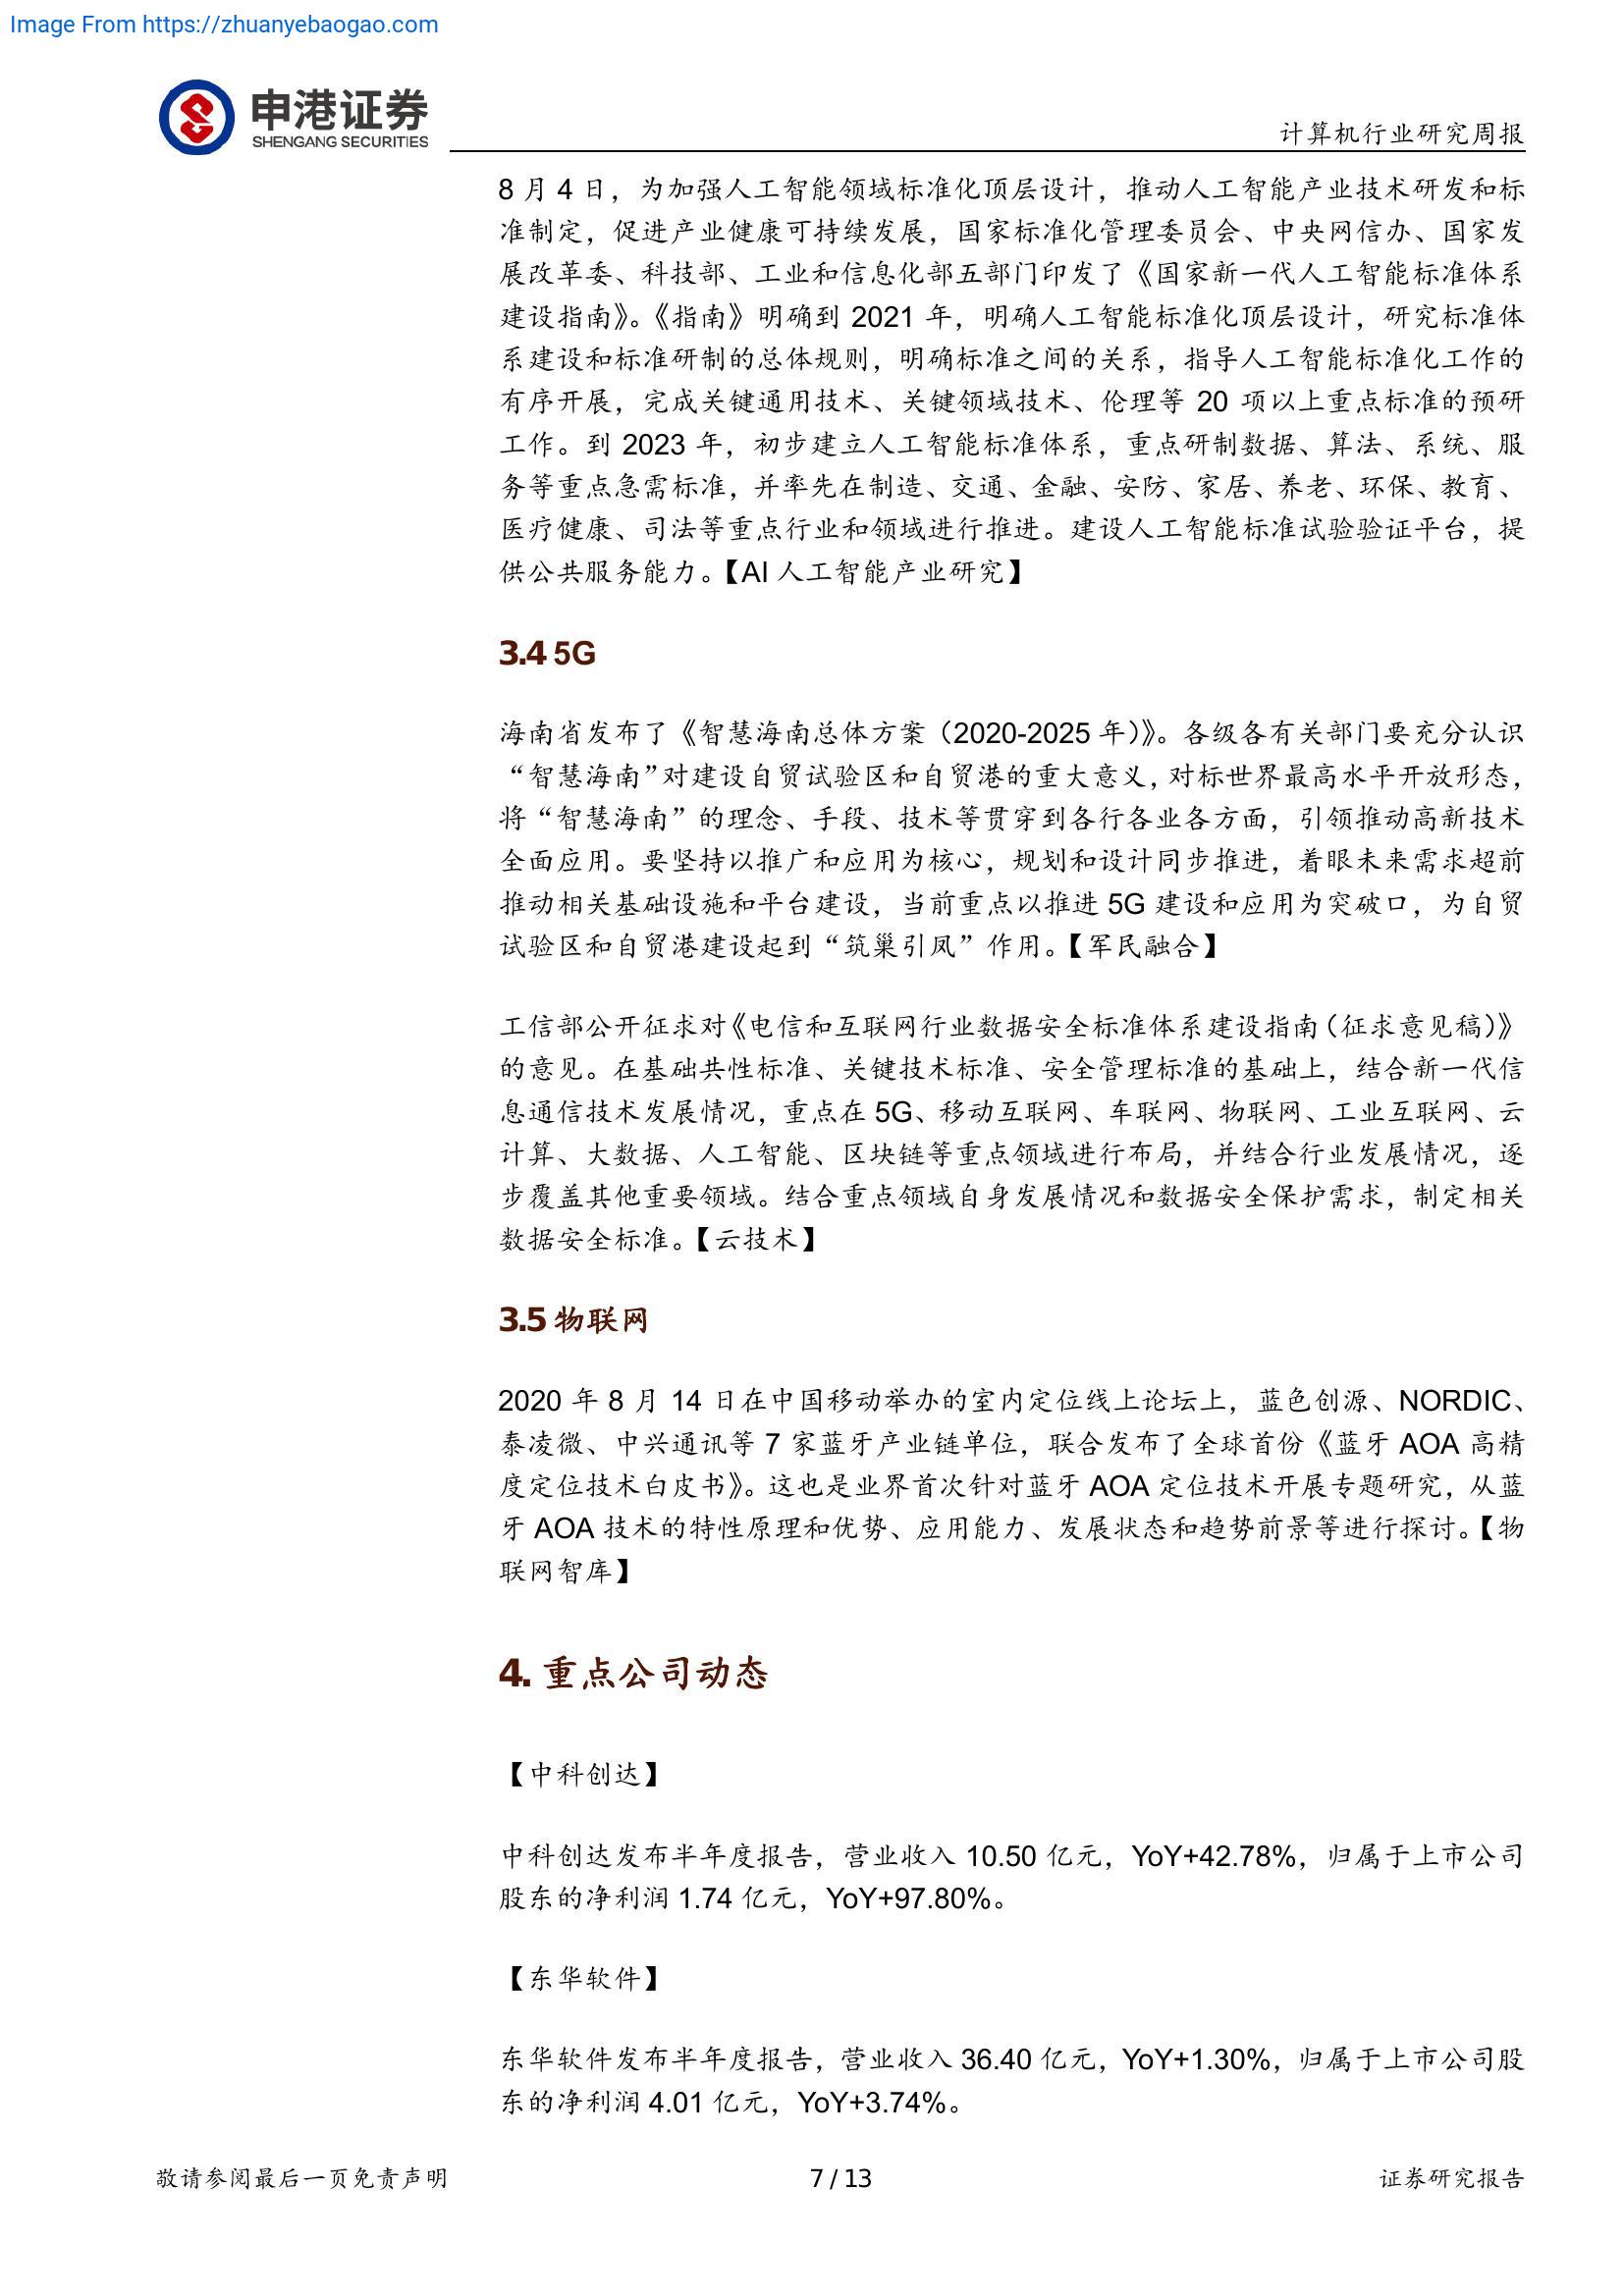 Image From https://zhuanyebaogao.com
申港证券
SHENGANG SECURITIES
计算机行业研究周报
8 月 4 日，为加强人工智能领域标准化顶层设计，推动人工智能产业技术研发和标
准制定，促进产业健康可持续发展，国家标准化管理委员会、中央网信办、国家发
展改革委、科技部、工业和信息化部五部门印发了《国家新一代人工智能标准体系
建设指南》。《指南》明确到 2021 年，明确人工智能标准化顶层设计，研究标准体
系建设和标准研制的总体规则，明确标准之间的关系，指导人工智能标准化工作的
有序开展，完成关键通用技术、关键领域技术、伦理等 20 项以上重点标准的预研
工作。到 2023 年，初步建立人工智能标准体系，重点研制数据、算法、系统、服
务等重点急需标准，并率先在制造、交通、金融、安防、家居、养老、环保、教育、
医疗健康、司法等重点行业和领域进行推进。建设人工智能标准试验验证平台，提
供公共服务能力。【AI 人工智能产业研究】
3.4 5G
海南省发布了《智慧海南总体方案（2020-2025 年）》。各级各有关部门要充分认识
“智慧海南”对建设自贸试验区和自贸港的重大意义，对标世界最高水平开放形态，
将“智慧海南”的理念、手段、技术等贯穿到各行各业各方面，引领推动高新技术
全面应用。要坚持以推广和应用为核心，规划和设计同步推进，着眼未来需求超前
推动相关基础设施和平台建设，当前重点以推进 5G 建设和应用为突破口，为自贸
试验区和自贸港建设起到“筑巢引凤”作用。【军民融合】
工信部公开征求对《电信和互联网行业数据安全标准体系建设指南（征求意见稿）》
的意见。在基础共性标准、关键技术标准、安全管理标准的基础上，结合新一代信
息通信技术发展情况，重点在 5G、移动互联网、车联网、物联网、工业互联网、云
计算、大数据、人工智能、区块链等重点领域进行布局，并结合行业发展情况，逐
步覆盖其他重要领域。结合重点领域自身发展情况和数据安全保护需求，制定相关
数据安全标准。【云技术】
3.5 物联网
2020 年 8 月 14 日在中国移动举办的室内定位线上论坛上，蓝色创源、NORDIC、
泰凌微、中兴通讯等 7 家蓝牙产业链单位，联合发布了全球首份《蓝牙 AOA 高精
度定位技术白皮书》。这也是业界首次针对蓝牙 AOA 定位技术开展专题研究，从蓝
牙 AOA 技术的特性原理和优势、应用能力、发展状态和趋势前景等进行探讨。【物
联网智库】
4. 重点公司动态
【中科创达】
中科创达发布半年度报告，营业收入 10.50 亿元，YoY+42.78%，归属于上市公司
股东的净利润 1.74 亿元，YoY+97.80%。
【东华软件】
东华软件发布半年度报告，营业收入 36.40 亿元，YoY+1.30%，归属于上市公司股
东的净利润 4.01 亿元，YoY+3.74%。
敬请参阅最后一页免责声明
7 / 13
证券研究报告